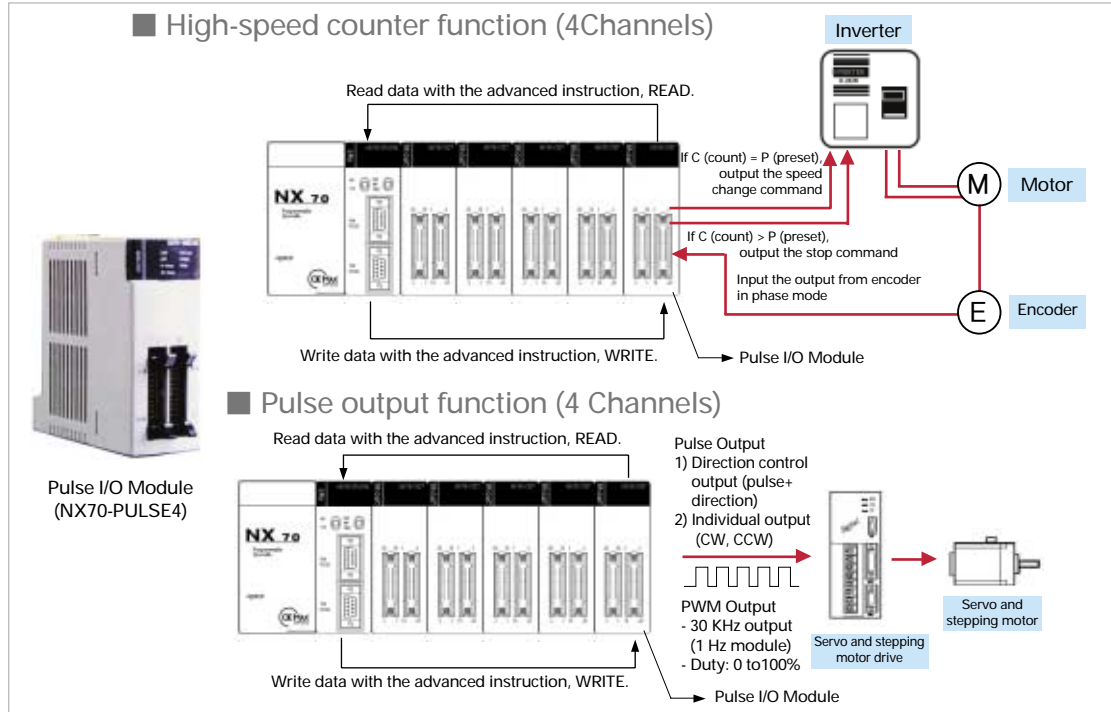 ■ High-speed counter function (4Channels)
Inverter
Read data with the advanced instruction, READ.
If C (count) = P (preset),
output the speed
change command
NX 70
M
Motor
If C (count) > P (preset),
output the stop command
Input the output from encoder
in phase mode
E
Encoder
Write data with the advanced instruction, WRITE.
Pulse I/O Module
Pulse I/O Module
(NX70-PULSE4)
■ Pulse output function (4 Channels)
Read data with the advanced instruction, READ.
NX 70
Pulse Output
1) Direction control
output (pulse+
direction)
2) Individual output
(CW, CCW)
PWM Output
- 30 KHz output
(1 Hz module)
- Duty: 0 to100%
Servo and stepping
motor drive
Servo and
stepping motor
Write data with the advanced instruction, WRITE.
Pulse I/O Module